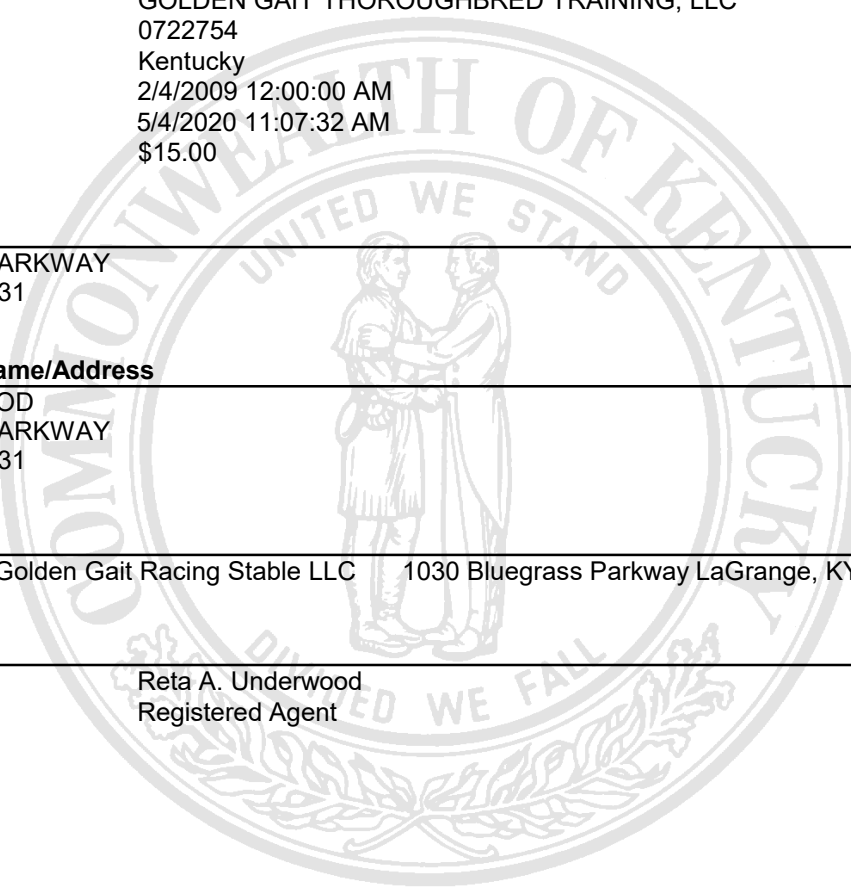 GOLDEN GAIT THOROUGHBRED TRAINING, LLC
0722754
Kentucky
2/4/2009 12:00:00 AM
5/4/2020 11:07:32 AM
$15.00
ARKWAY
31
ame/Address
OD
ARKWAY
31
Golden Gait Racing Stable LLC 1030 Bluegrass Parkway LaGrange, KY
Reta A. Underwood
Registered Agent
COMMONWEALTH OF KENTUCKY
UNITED WE STAND
DIVIDED WE FALL